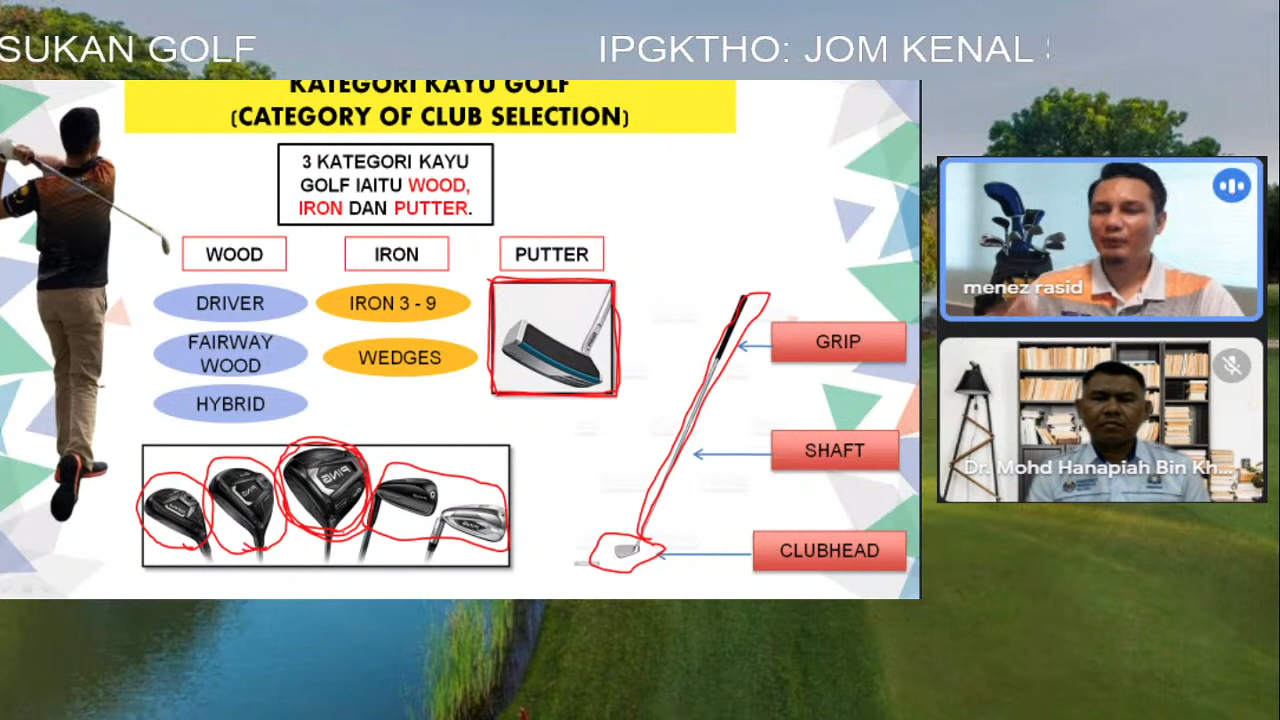 SUKAN GOLF
IPGKTHO: JOM KENAL
KATEGORI KAYU GOLF
(CATEGORY OF CLUB SELECTION)
3 KATEGORI KAYU
GOLF IAITU WOOD,
IRON DAN PUTTER.
WOOD
IRON
PUTTER
DRIVER
IRON 3 - 9
FAIRWAY
WOOD
WEDGES
HYBRID
PING
GRIP
SHAFT
CLUBHEAD
menez rasid
Dr. Mohd Hanapiah Bin Kh...